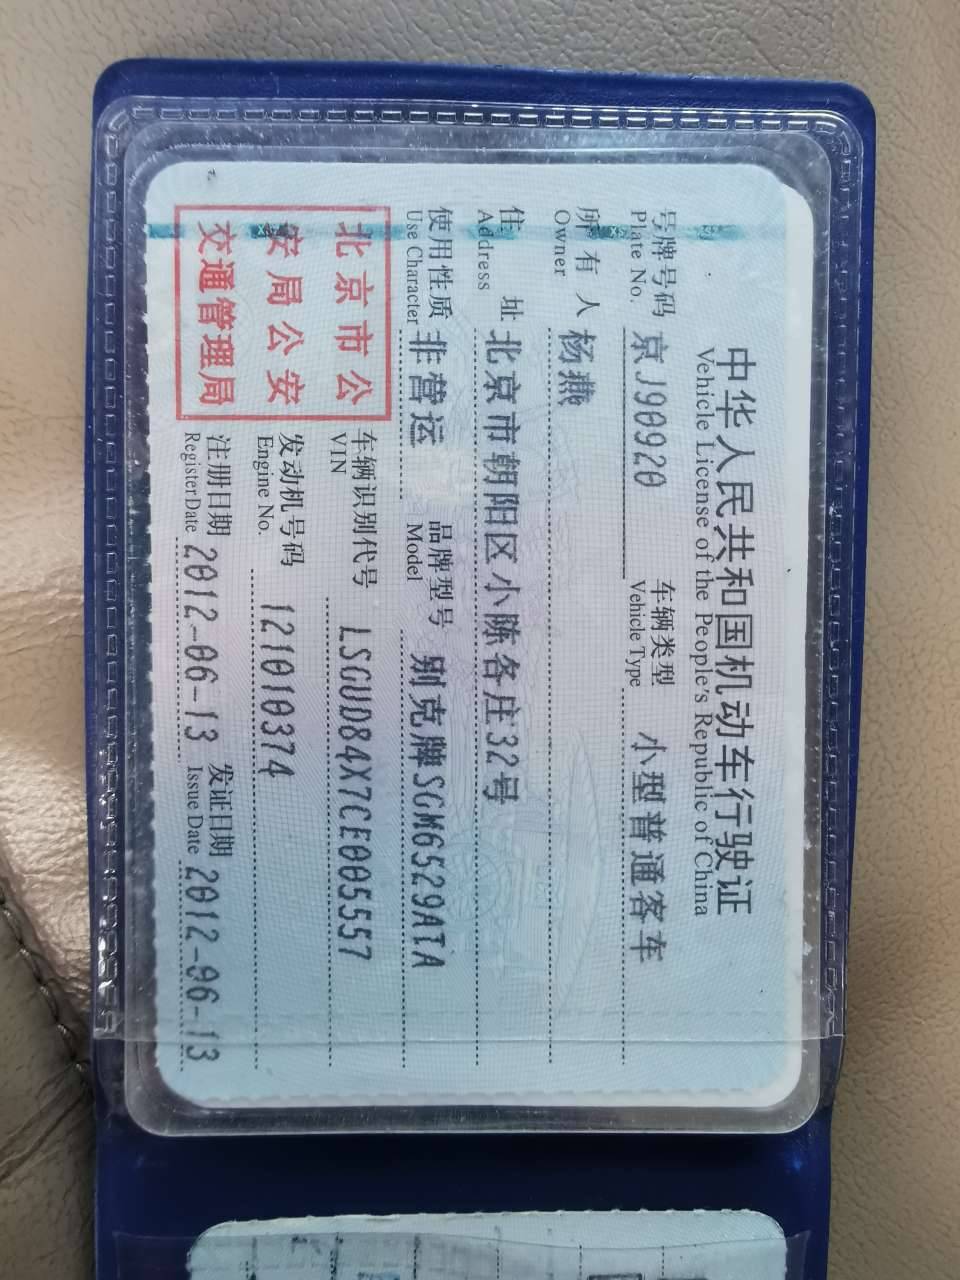 中华人民共和国机动车行驶证
Vehicle License of the People's Republic of China
号牌号码 京J90920 车辆类型 小型普通客车
Plate No. Vehicle Type
所有人 杨燕
Owner
住址 北京市朝阳区小陈各庄32号
Address
使用性质 非营运 品牌型号 别克牌SGM6529ATA
Use Character Model
北京市公
安局公安
交通管理局
车辆识别代号 LSGUD84X7CE005557
VIN
发动机号码 121010374
Engine No.
注册日期 2012-06-13 发证日期 2012-06-13
Register Date Issue Date